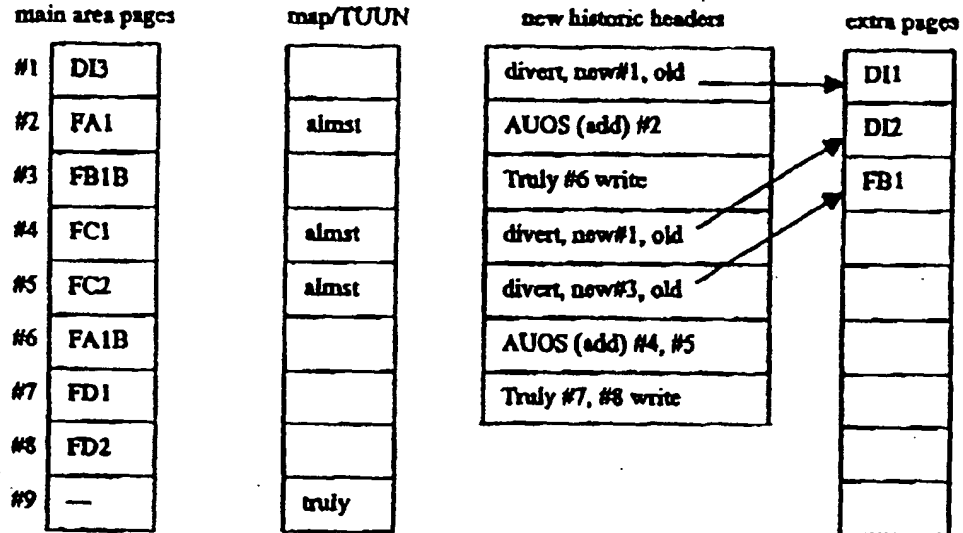 main area pages
#1 DI3
#2 FA1
#3 FB1B
#4 FC1
#5 FC2
#6 FA1B
#7 FD1
#8 FD2
#9 —
map/TUUN
almst
almst
almst
truly
new historic headers
divert, new#1, old
AUOS (add) #2
Truly #6 write
divert, new#1, old
divert, new#3, old
AUOS (add) #4, #5
Truly #7, #8 write
extra pages
DI1
DI2
FB1